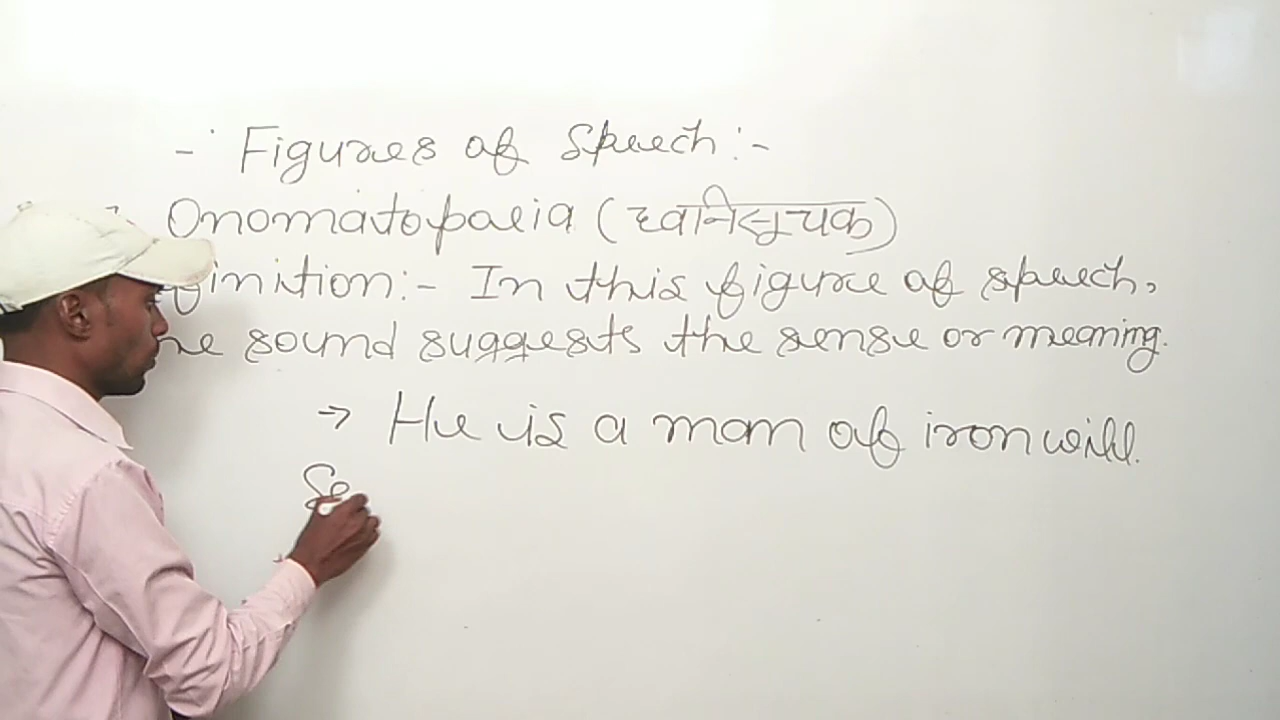 -: Figures of Speech:-
Onomatopoeia (ध्वनिसूचक)
finition:- In this figure of speech,
he sound suggests the sense or meaning.
→ He is a man of iron will.
Se